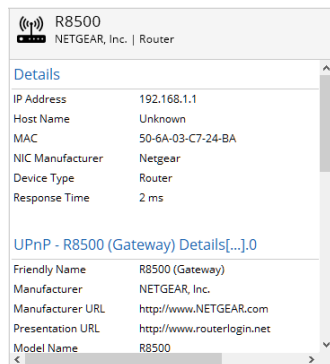 R8500
NETGEAR, Inc. | Router
Details
IP Address 192.168.1.1
Host Name Unknown
MAC 50-6A-03-C7-24-BA
NIC Manufacturer Netgear
Device Type Router
Response Time 2 ms
UPnP - R8500 (Gateway) Details[...].0
Friendly Name R8500 (Gateway)
Manufacturer NETGEAR, Inc.
Manufacturer URL http://www.NETGEAR.com
Presentation URL http://www.routerlogin.net
Model Name R8500